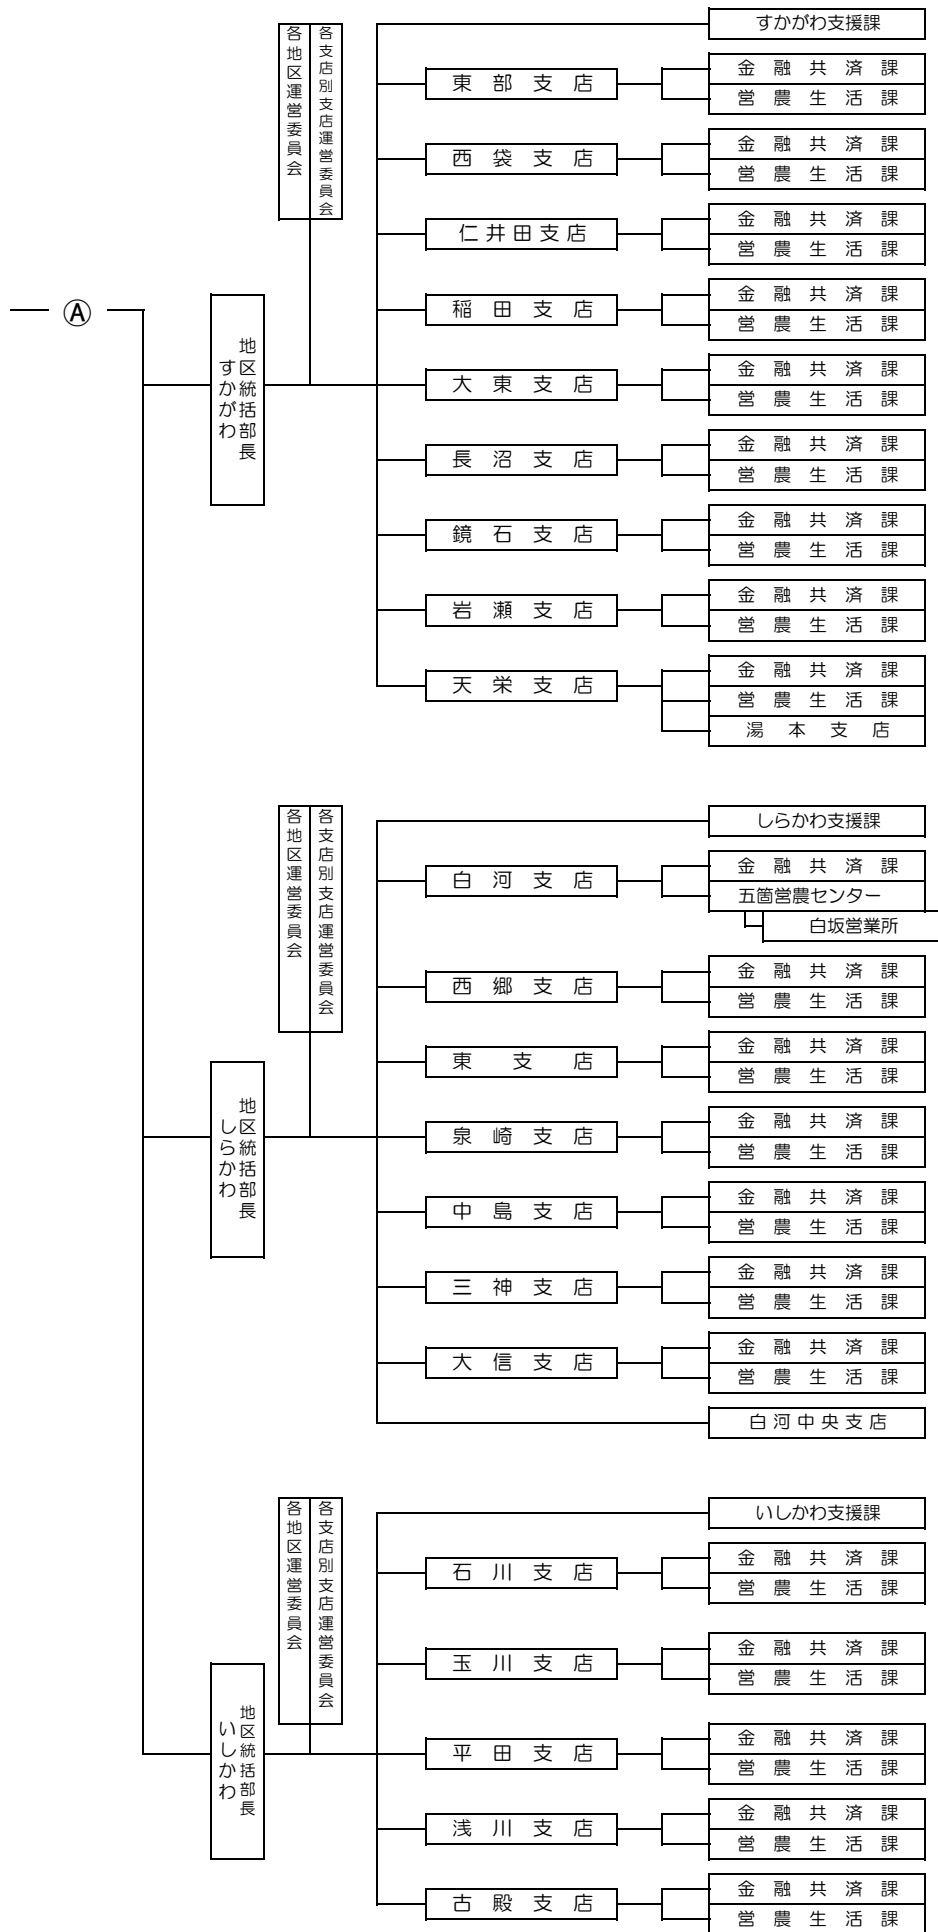 Ⓐ
地区統括部長
すかがわ
各支店別支店運営委員会
各地区運営委員会
すかがわ支援課
東部支店
金融共済課
営農生活課
西袋支店
金融共済課
営農生活課
仁井田支店
金融共済課
営農生活課
稲田支店
金融共済課
営農生活課
大東支店
金融共済課
営農生活課
長沼支店
金融共済課
営農生活課
鏡石支店
金融共済課
営農生活課
岩瀬支店
金融共済課
営農生活課
天栄支店
金融共済課
営農生活課
湯本支店
地区統括部長
しらかわ
各支店別支店運営委員会
各地区運営委員会
しらかわ支援課
白河支店
金融共済課
五箇営農センター
白坂営業所
西郷支店
金融共済課
営農生活課
東支店
金融共済課
営農生活課
泉崎支店
金融共済課
営農生活課
中島支店
金融共済課
営農生活課
三神支店
金融共済課
営農生活課
大信支店
金融共済課
営農生活課
白河中央支店
地区統括部長
いしかわ
各支店別支店運営委員会
各地区運営委員会
いしかわ支援課
石川支店
金融共済課
営農生活課
玉川支店
金融共済課
営農生活課
平田支店
金融共済課
営農生活課
浅川支店
金融共済課
営農生活課
古殿支店
金融共済課
営農生活課